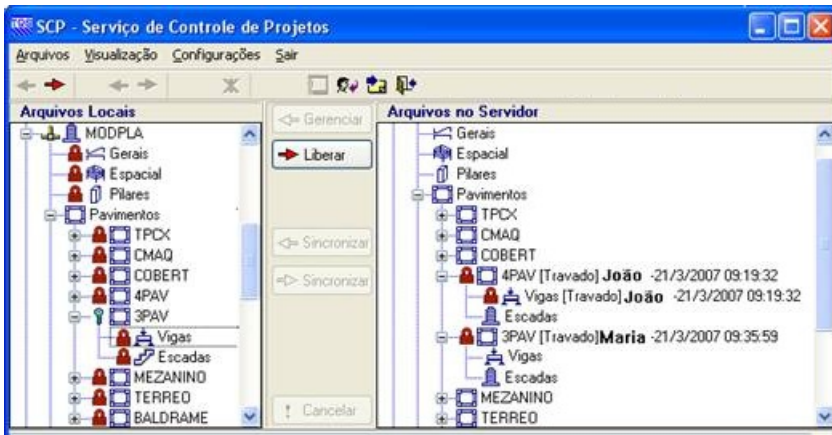 TQS SCP - Serviço de Controle de Projetos
Arquivos Visualização Configurações Sair
Arquivos Locais
MODPLA
Gerais
Espacial
Pilares
Pavimentos
TPCX
CMAQ
COBERT
4PAV
3PAV
Vigas
Escadas
MEZANINO
TERREO
BALDRAME
<= Gerenciar
Liberar
<= Sincronizar
=> Sincronizar
! Cancelar
Arquivos no Servidor
Gerais
Espacial
Pilares
Pavimentos
TPCX
CMAQ
COBERT
4PAV [Travado] João -21/3/2007 09:19:32
Vigas [Travado] João -21/3/2007 09:19:32
Escadas
3PAV [Travado]Maria -21/3/2007 09:35:59
Vigas
Escadas
MEZANINO
TERREO